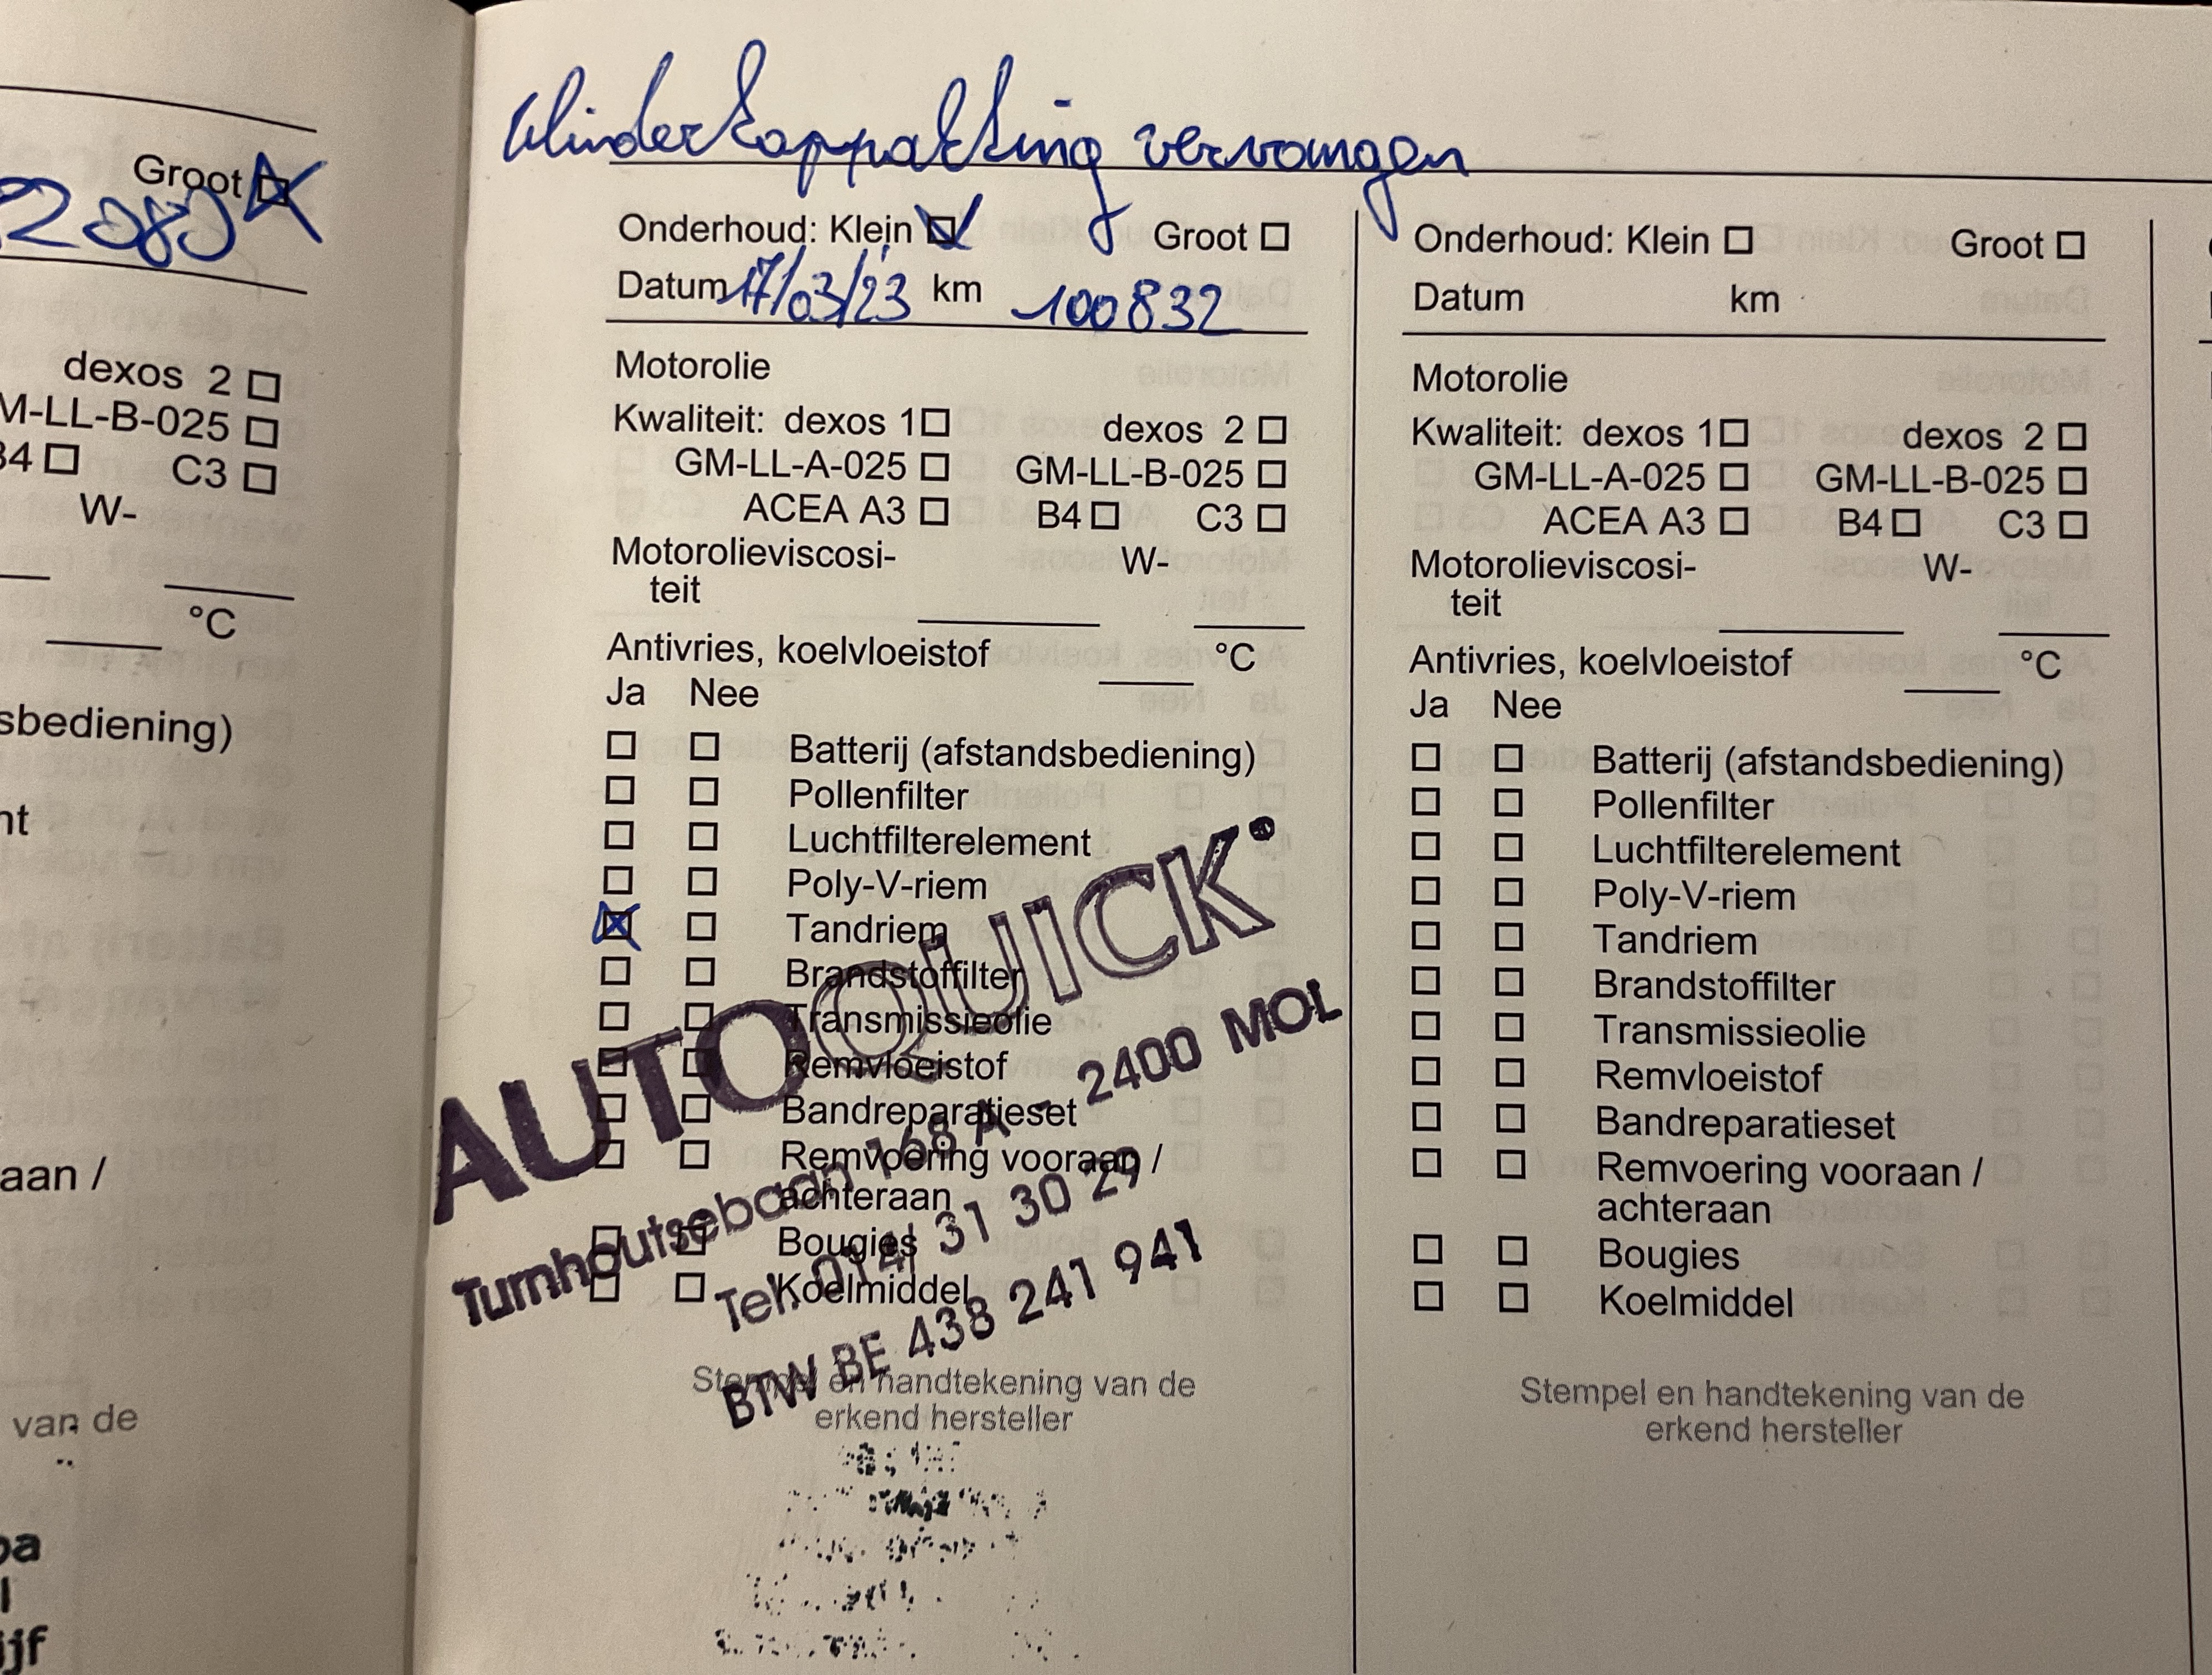 Groot
2080
dexos 2
M-LL-B-025
B4 C3
W-
°C
sbediening)
nt
aan /
van de
pa
ijf
klinderkoppakking vervangen
Onderhoud: Klein Groot
Datum 17/03/23 km 100832
Motorolie
Kwaliteit: dexos 1 dexos 2
GM-LL-A-025 GM-LL-B-025
ACEA A3 B4 C3
Motorolieviscosi- W-
teit
Antivries, koelvloeistof °C
Ja Nee
Batterij (afstandsbediening)
Pollenfilter
Luchtfilterelement
Poly-V-riem
Tandriem
Brandstoffilter
Transmissieolie
Remvloeistof
Bandreparatieset
Remvoering vooraan /
achteraan
Bougies
Koelmiddel
Stempel en handtekening van de
erkend hersteller
AUTOQUICK
Turnhoutsebaan 168 A - 2400 MOL
Tel. 014/ 31 30 29
BTW BE 438 241 941
Onderhoud: Klein Groot
Datum km
Motorolie
Kwaliteit: dexos 1 dexos 2
GM-LL-A-025 GM-LL-B-025
ACEA A3 B4 C3
Motorolieviscosi- W-
teit
Antivries, koelvloeistof °C
Ja Nee
Batterij (afstandsbediening)
Pollenfilter
Luchtfilterelement
Poly-V-riem
Tandriem
Brandstoffilter
Transmissieolie
Remvloeistof
Bandreparatieset
Remvoering vooraan /
achteraan
Bougies
Koelmiddel
Stempel en handtekening van de
erkend hersteller